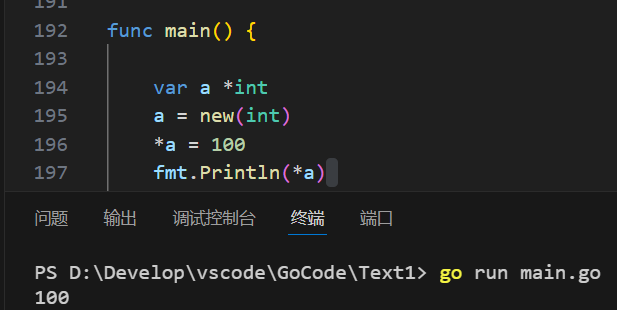 191
192 func main() {
193
194 var a *int
195 a = new(int)
196 *a = 100
197 fmt.Println(*a)
问题 输出 调试控制台 终端 端口
PS D:\Develop\vscode\GoCode\Text1> go run main.go
100